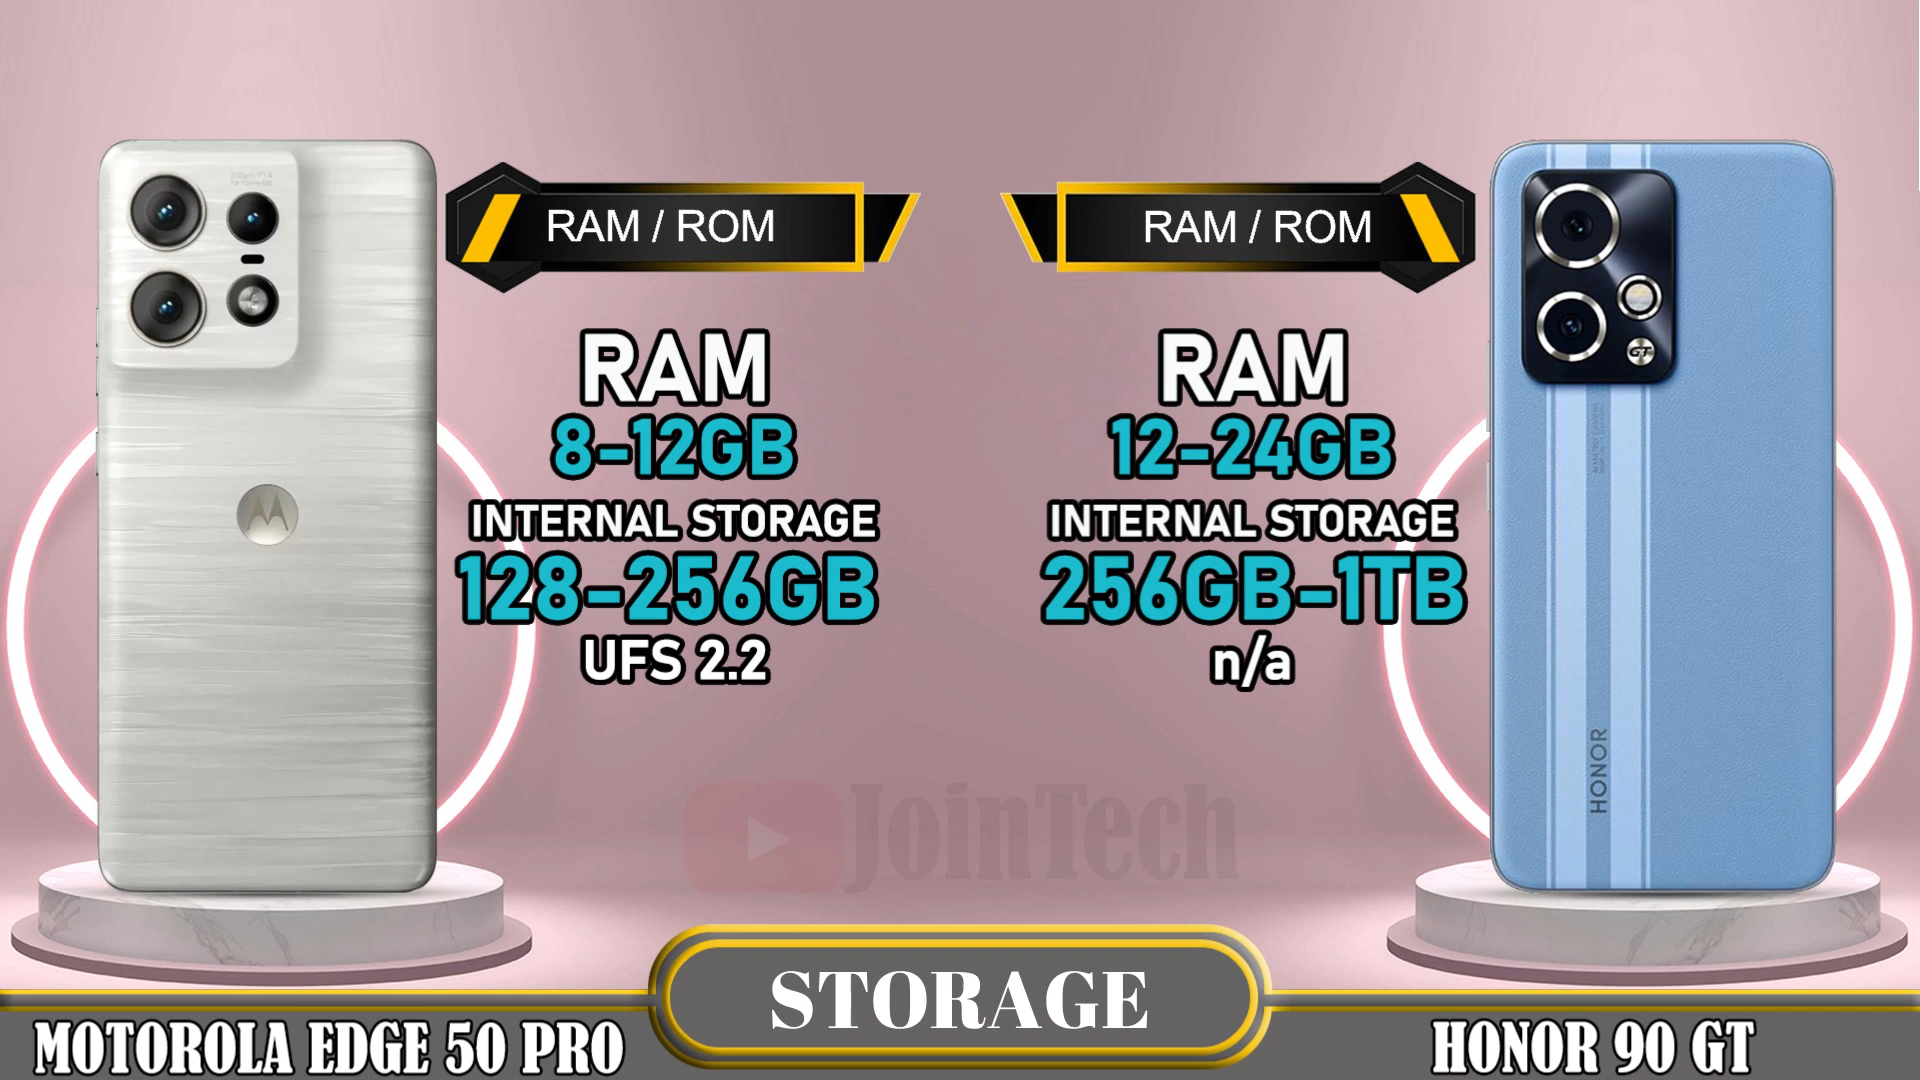 RAM / ROM
RAM
8-12GB
INTERNAL STORAGE
128-256GB
UFS 2.2
RAM / ROM
RAM
12-24GB
INTERNAL STORAGE
256GB-1TB
n/a
GT
HONOR
JoinTech
STORAGE
MOTOROLA EDGE 50 PRO
HONOR 90 GT